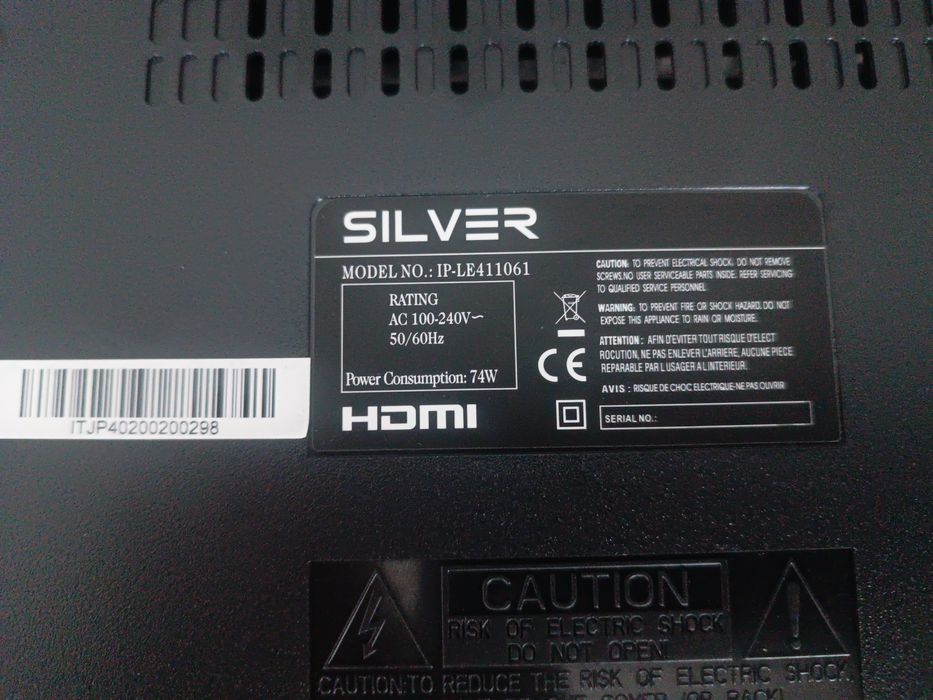 SILVER
MODEL NO.: IP-LE411061
RATING
AC 100-240V~
50/60Hz
Power Consumption: 74W
HDMI
CAUTION: TO PREVENT ELECTRICAL SHOCK, DO NOT REMOVE
SCREWS.NO USER SERVICEABLE PARTS INSIDE. REFER SERVICING
TO QUALIFIED SERVICE PERSONNEL
WARNING: TO PREVENT FIRE OR SHOCK HAZARD. DO NOT
EXPOSE THIS APPLIANCE TO RAIN OR MOISTURE.
ATTENTION: AFIN D'EVITER TOUT RISQUE D'ELECT
ROCUTION, NE PAS ENLEVER L'ARRIERE, AUCUNE PIECE
REPARABLE PAR L USAGER A L'INTERIEUR.
AVIS : RISQUE DE CHOC ELECTRIQUE-NE PAS OUVRIR
SERIAL NO.:
CE
ITJP40200200298
CAUTION
RISK OF ELECTRIC SHOCK
DO NOT OPEN!
CAUTION:TO REDUCE THE RISK OF ELECTRIC SHOCK,
COVER (OR BACK)